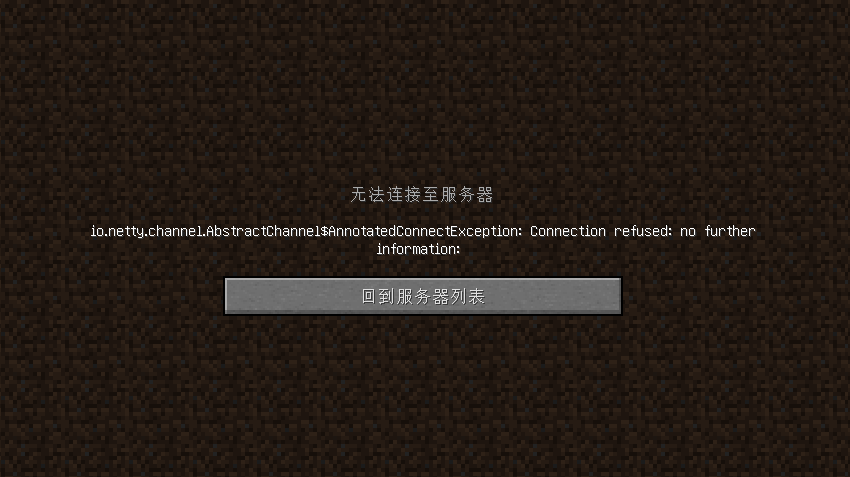 无法连接至服务器
io.netty.channel.AbstractChannel$AnnotatedConnectException: Connection refused: no further
information:
回到服务器列表